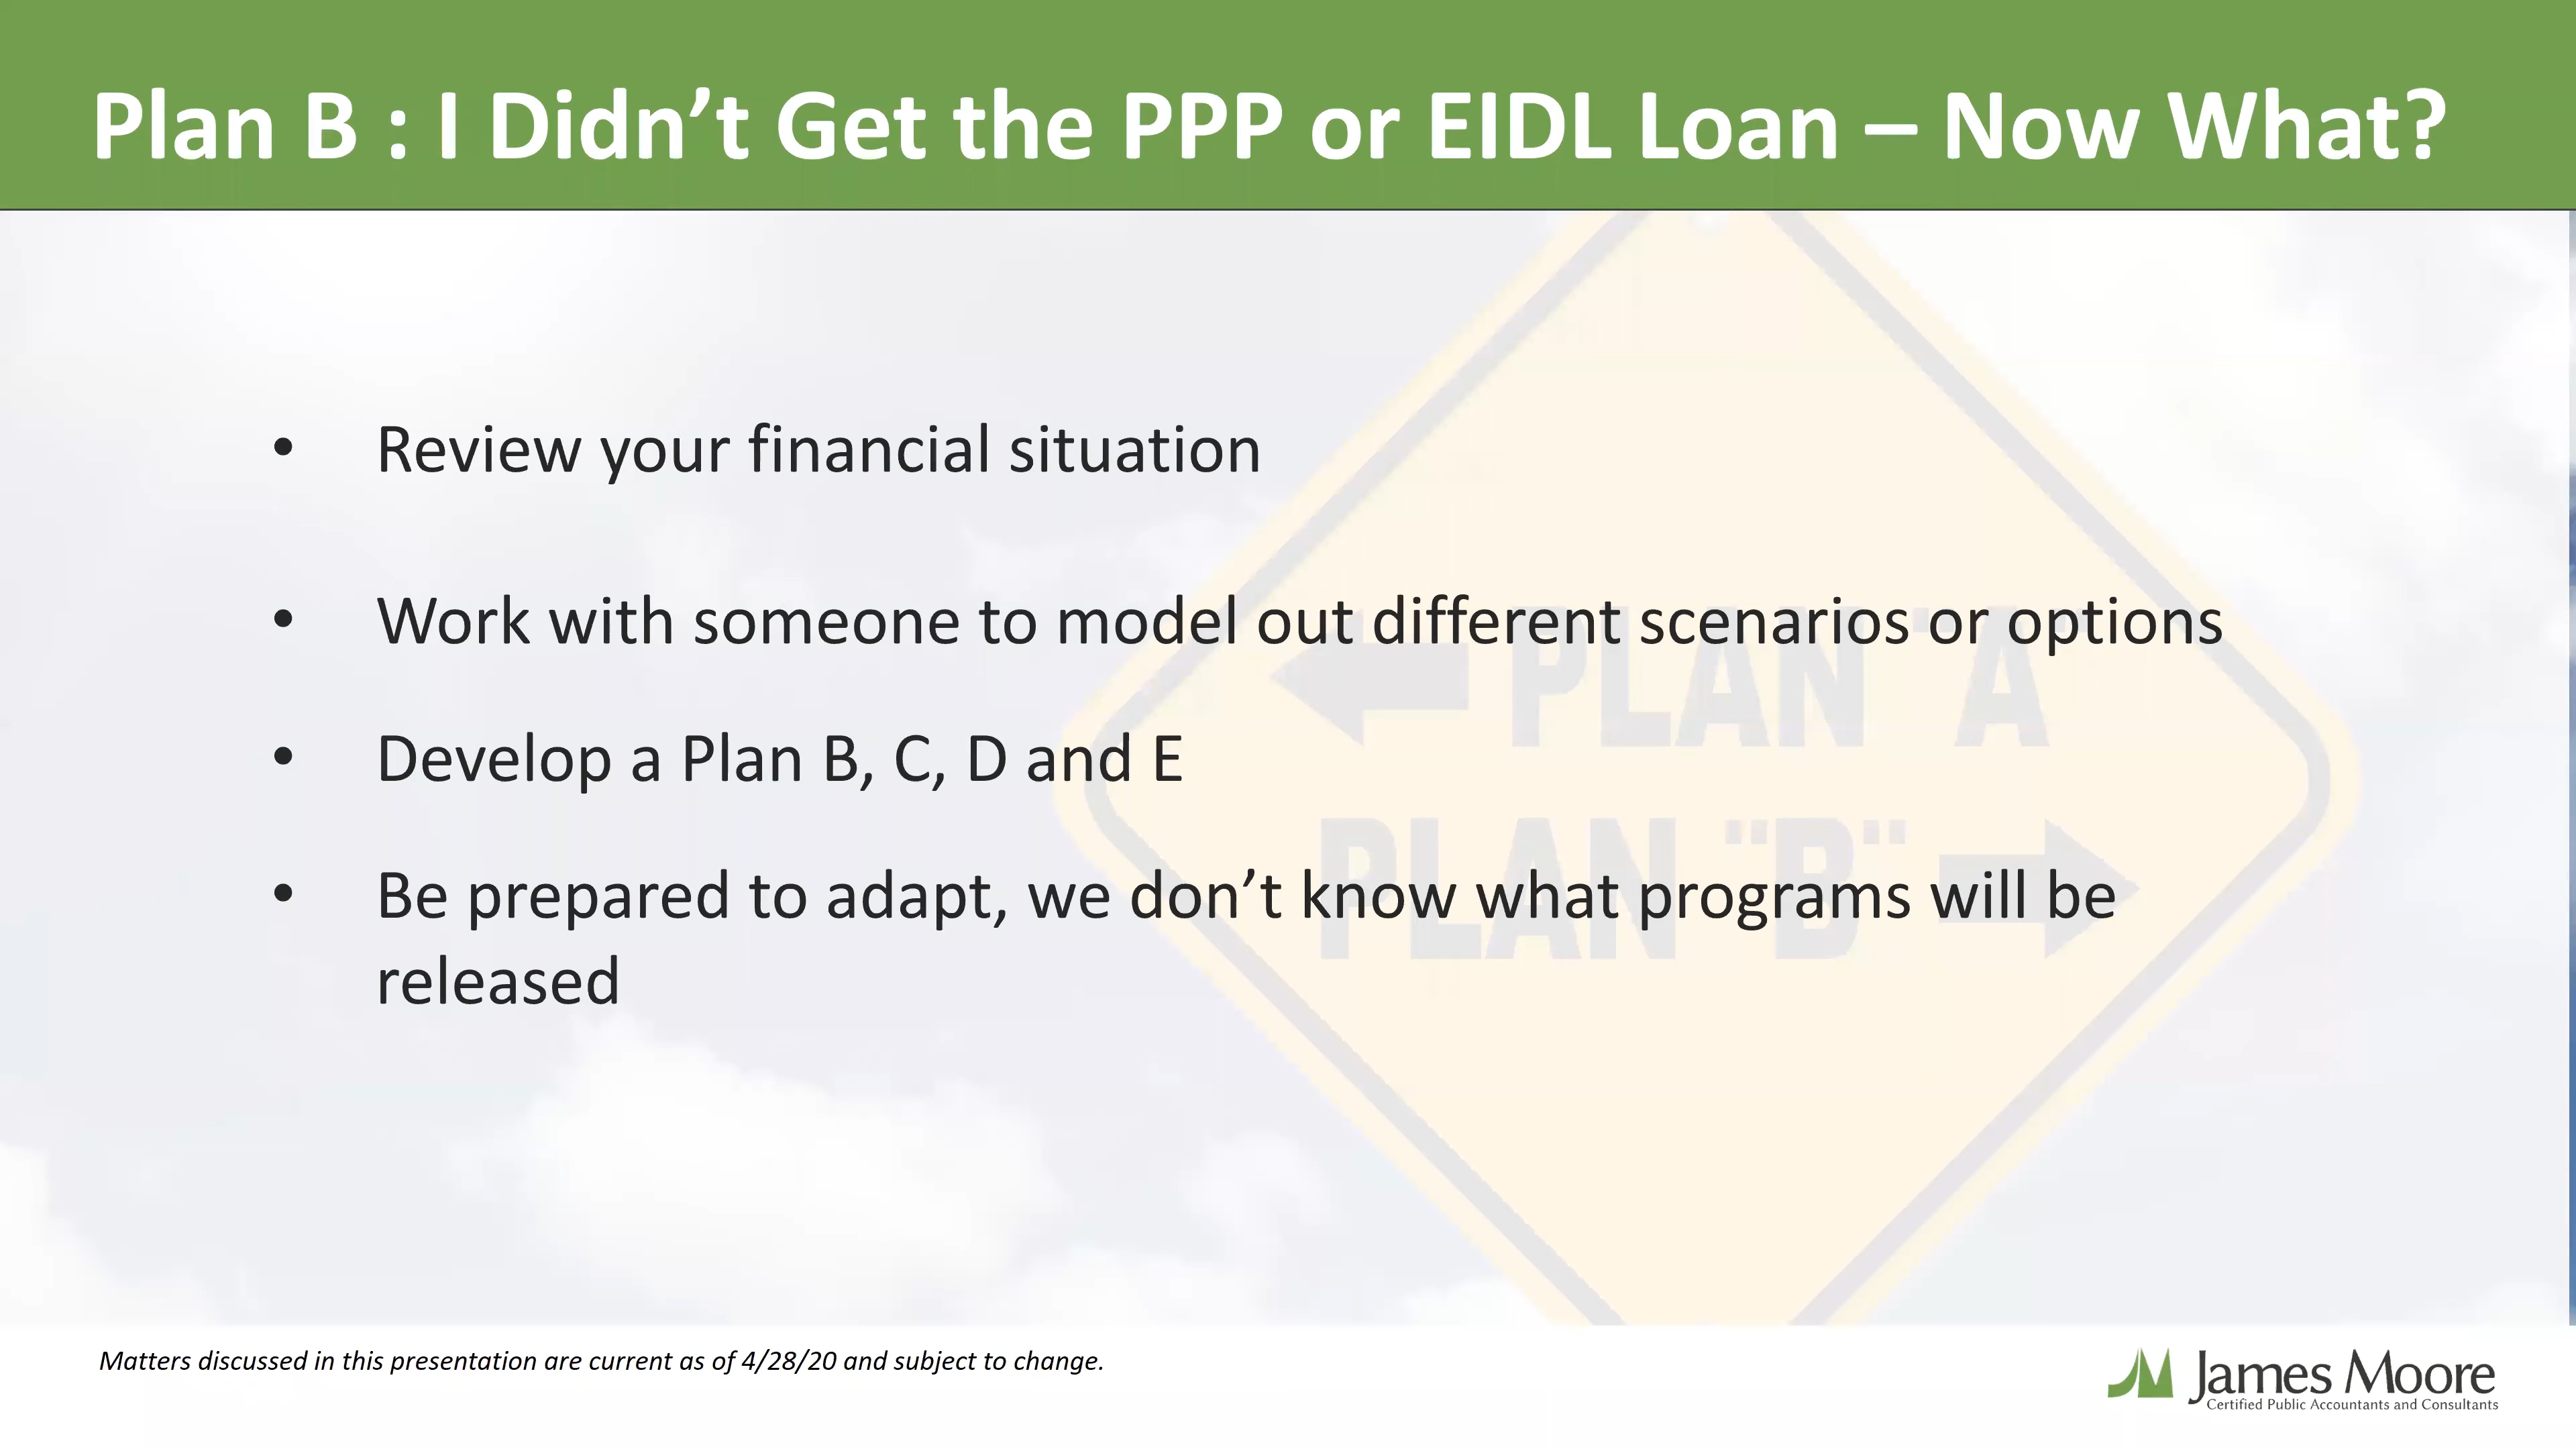 Plan B : I Didn’t Get the PPP or EIDL Loan – Now What?
• Review your financial situation
• Work with someone to model out different scenarios or options
PLAN "A"
• Develop a Plan B, C, D and E
PLAN "B"
• Be prepared to adapt, we don’t know what programs will be
released
Matters discussed in this presentation are current as of 4/28/20 and subject to change.
James Moore
Certified Public Accountants and Consultants